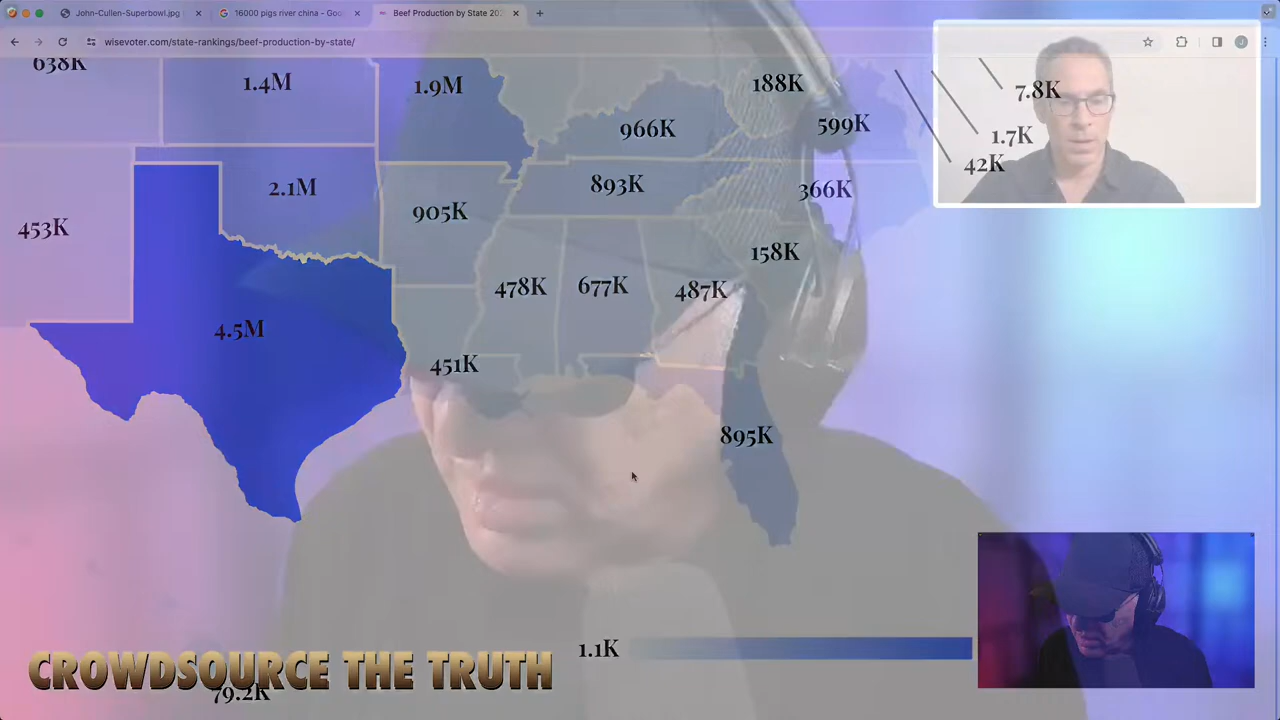 John-Cullen-Superbowl.jpg
16000 pigs river china - Goo
Beef Production by State 202
wisevoter.com/state-rankings/beef-production-by-state/
638K
1.4M
1.9M
188K
7.8K
966K
599K
1.7K
42K
2.1M
893K
366K
453K
905K
158K
478K
677K
487K
4.5M
451K
895K
1.1K
CROWDSOURCE THE TRUTH
79.2K